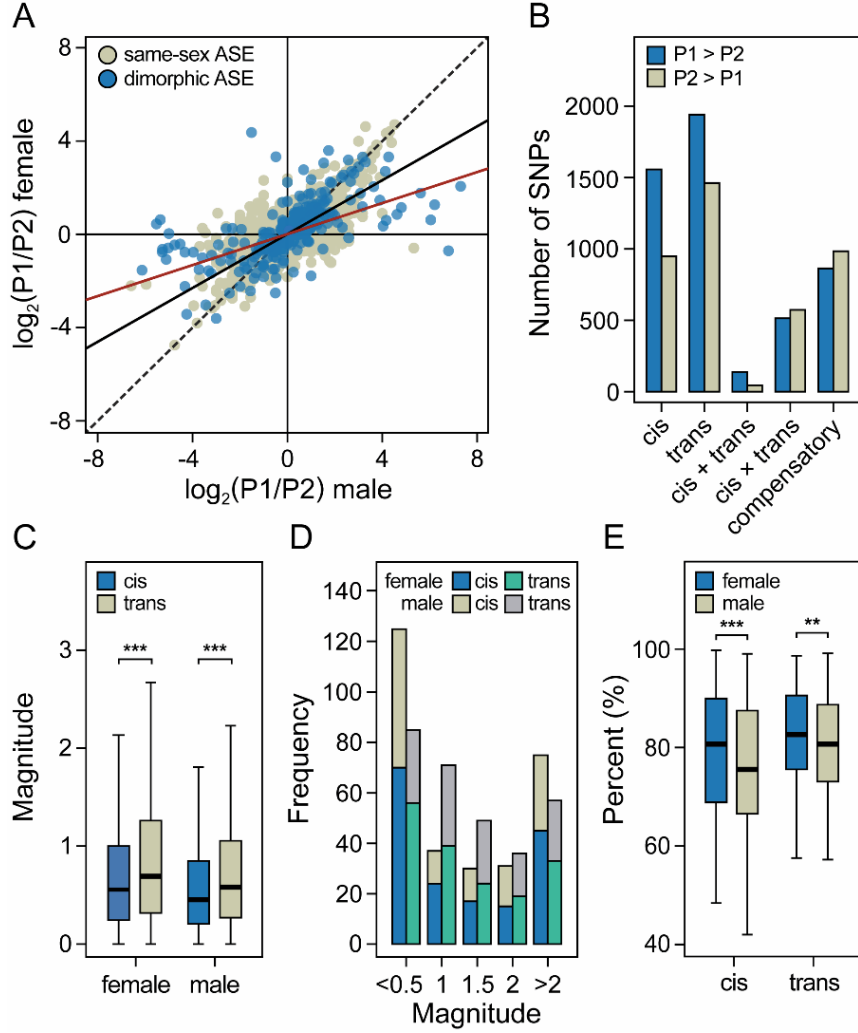 A
same-sex ASE
dimorphic ASE
log2(P1/P2) female
8
4
0
-4
-8
-8 -4 0 4 8
log2(P1/P2) male
B
P1 > P2
P2 > P1
Number of SNPs
2000
1500
1000
500
0
cis
trans
cis + trans
cis × trans
compensatory
C
cis
trans
Magnitude
3
2
1
0
*** ***
female male
D
female cis trans
male cis trans
Frequency
140
120
100
80
60
40
20
0
<0.5 1 1.5 2 >2
Magnitude
E
female
male
Percent (%)
100
80
60
40
*** **
cis trans